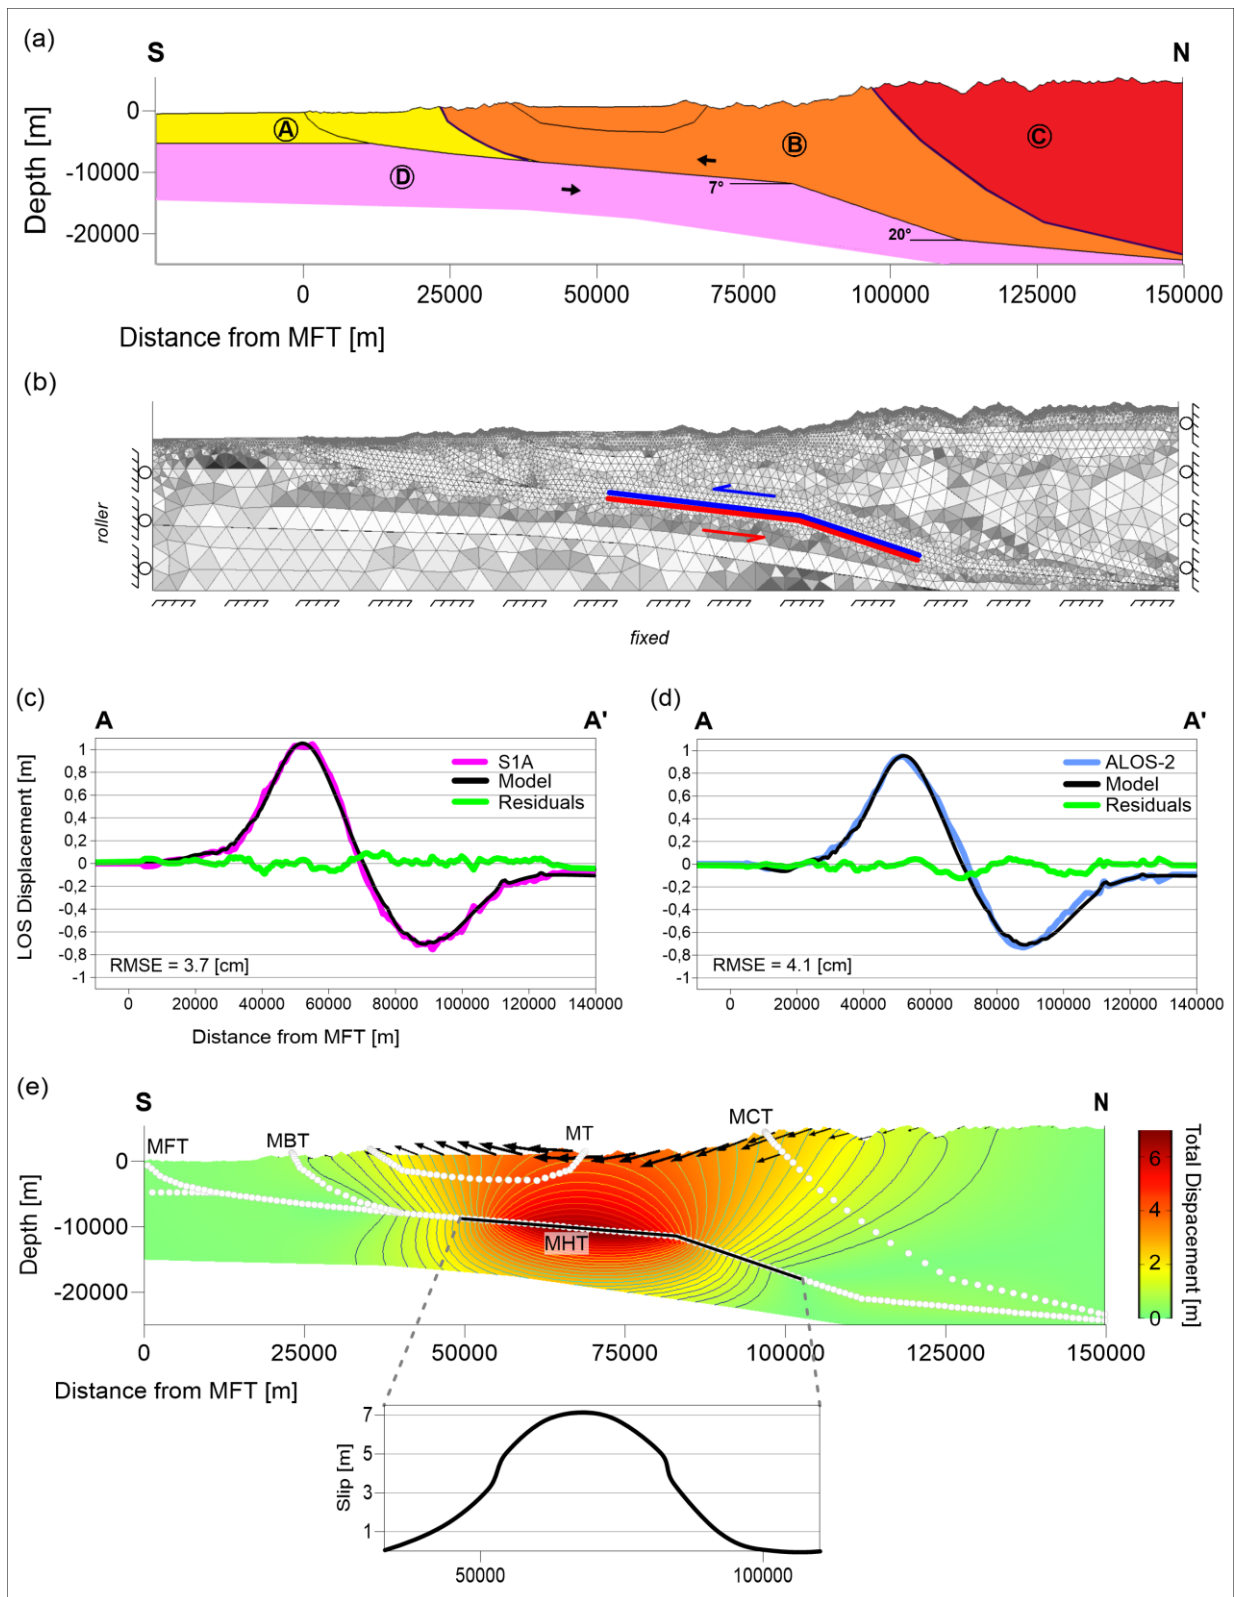 (a)
S N
0
-10000
-20000
Depth [m]
A
B
C
D
7°
20°
0 25000 50000 75000 100000 125000 150000
Distance from MFT [m]
(b)
roller
fixed
(c)
A A'
LOS Displacement [m]
1
0,8
0,6
0,4
0,2
0
-0,2
-0,4
-0,6
-0,8
-1
S1A
Model
Residuals
RMSE = 3.7 [cm]
0 20000 40000 60000 80000 100000 120000 140000
Distance from MFT [m]
(d)
A A'
1
0,8
0,6
0,4
0,2
0
-0,2
-0,4
-0,6
-0,8
-1
ALOS-2
Model
Residuals
RMSE = 4.1 [cm]
0 20000 40000 60000 80000 100000 120000 140000
(e)
S N
MFT
MBT
MT
MCT
MHT
0
-10000
-20000
Depth [m]
6
4
2
0
Total Dispacement [m]
0 25000 50000 75000 100000 125000 150000
Distance from MFT [m]
7
5
3
1
Slip [m]
50000 100000